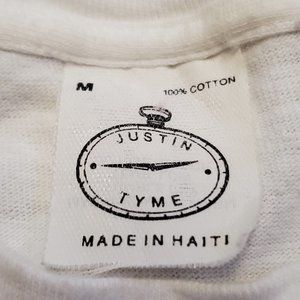 M
100% COTTON
JUSTIN
TYME
MADE IN HAITI